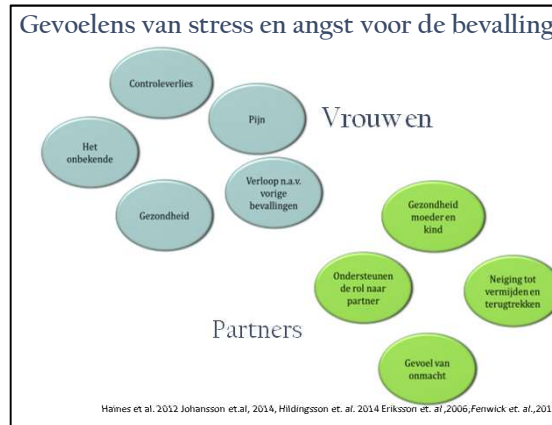 Gevoelens van stress en angst voor de bevalling
Controleverlies
Pijn
Vrouwen
Het
onbekende
Verloop n.a.v.
vorige
bevallingen
Gezondheid
Gezondheid
moeder en
kind
Ondersteunen
de rol naar
partner
Neiging tot
vermijden en
terugtrekken
Partners
Gevoel van
onmacht
Haines et al. 2012 Johansson et.al, 2014, Hildingsson et. al. 2014 Eriksson et. al ,2006,Fenwick et. al.,201